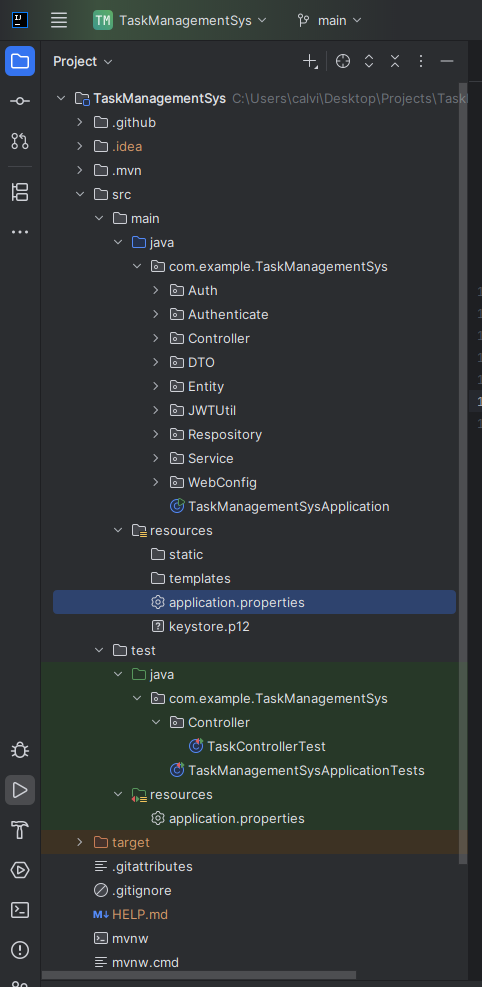 TM TaskManagementSys main
Project
TaskManagementSys C:\Users\calvi\Desktop\Projects\Task
.github
.idea
.mvn
src
main
java
com.example.TaskManagementSys
Auth
Authenticate
Controller
DTO
Entity
JWTUtil
Respository
Service
WebConfig
TaskManagementSysApplication
resources
static
templates
application.properties
keystore.p12
test
java
com.example.TaskManagementSys
Controller
TaskControllerTest
TaskManagementSysApplicationTests
resources
application.properties
target
.gitattributes
.gitignore
M↓ HELP.md
mvnw
mvnw.cmd